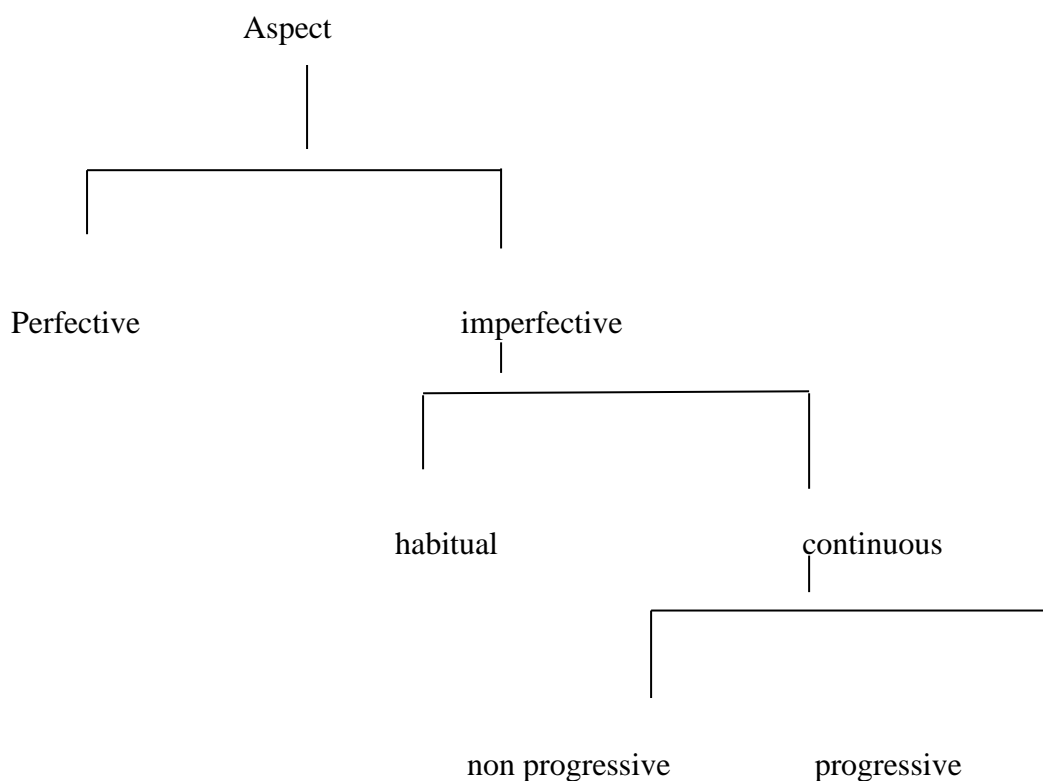 Aspect
Perfective imperfective
habitual continuous
non progressive progressive